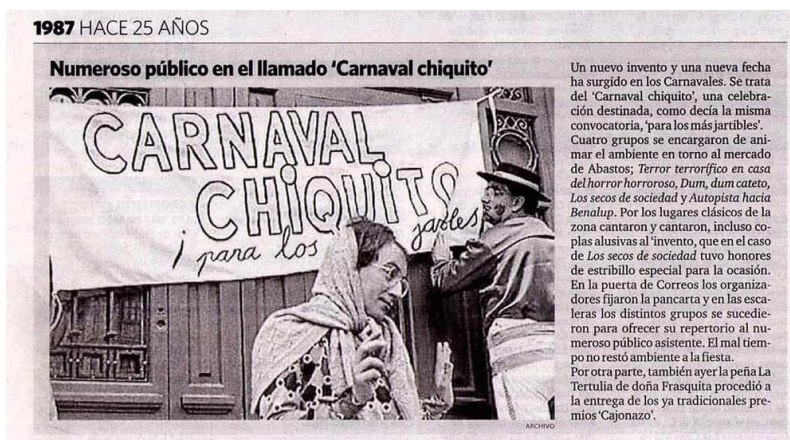 1987 HACE 25 AÑOS
Numeroso público en el llamado ‘Carnaval chiquito’
CARNAVAL
CHiQUiTO
¡ para los jartles
ARCHIVO
Un nuevo invento y una nueva fecha
ha surgido en los Carnavales. Se trata
del ‘Carnaval chiquito’, una celebra-
ción destinada, como decía la misma
convocatoria, ‘para los más jartibles’.
Cuatro grupos se encargaron de ani-
mar el ambiente en torno al mercado
de Abastos; Terror terrorífico en casa
del horror horroroso, Dum, dum cateto,
Los secos de sociedad y Autopista hacia
Benalup. Por los lugares clásicos de la
zona cantaron y cantaron, incluso co-
plas alusivas al ‘invento, que en el caso
de Los secos de sociedad tuvo honores
de estribillo especial para la ocasión.
En la puerta de Correos los organiza-
dores fijaron la pancarta y en las esca-
leras los distintos grupos se sucedie-
ron para ofrecer su repertorio al nu-
meroso público asistente. El mal tiem-
po no restó ambiente a la fiesta.
Por otra parte, también ayer la peña La
Tertulia de doña Frasquita procedió a
la entrega de los ya tradicionales pre-
mios ‘Cajonazo’.